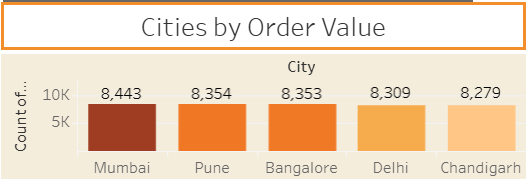 Cities by Order Value
City
Count of...
10K
5K
8,443 8,354 8,353 8,309 8,279
Mumbai Pune Bangalore Delhi Chandigarh